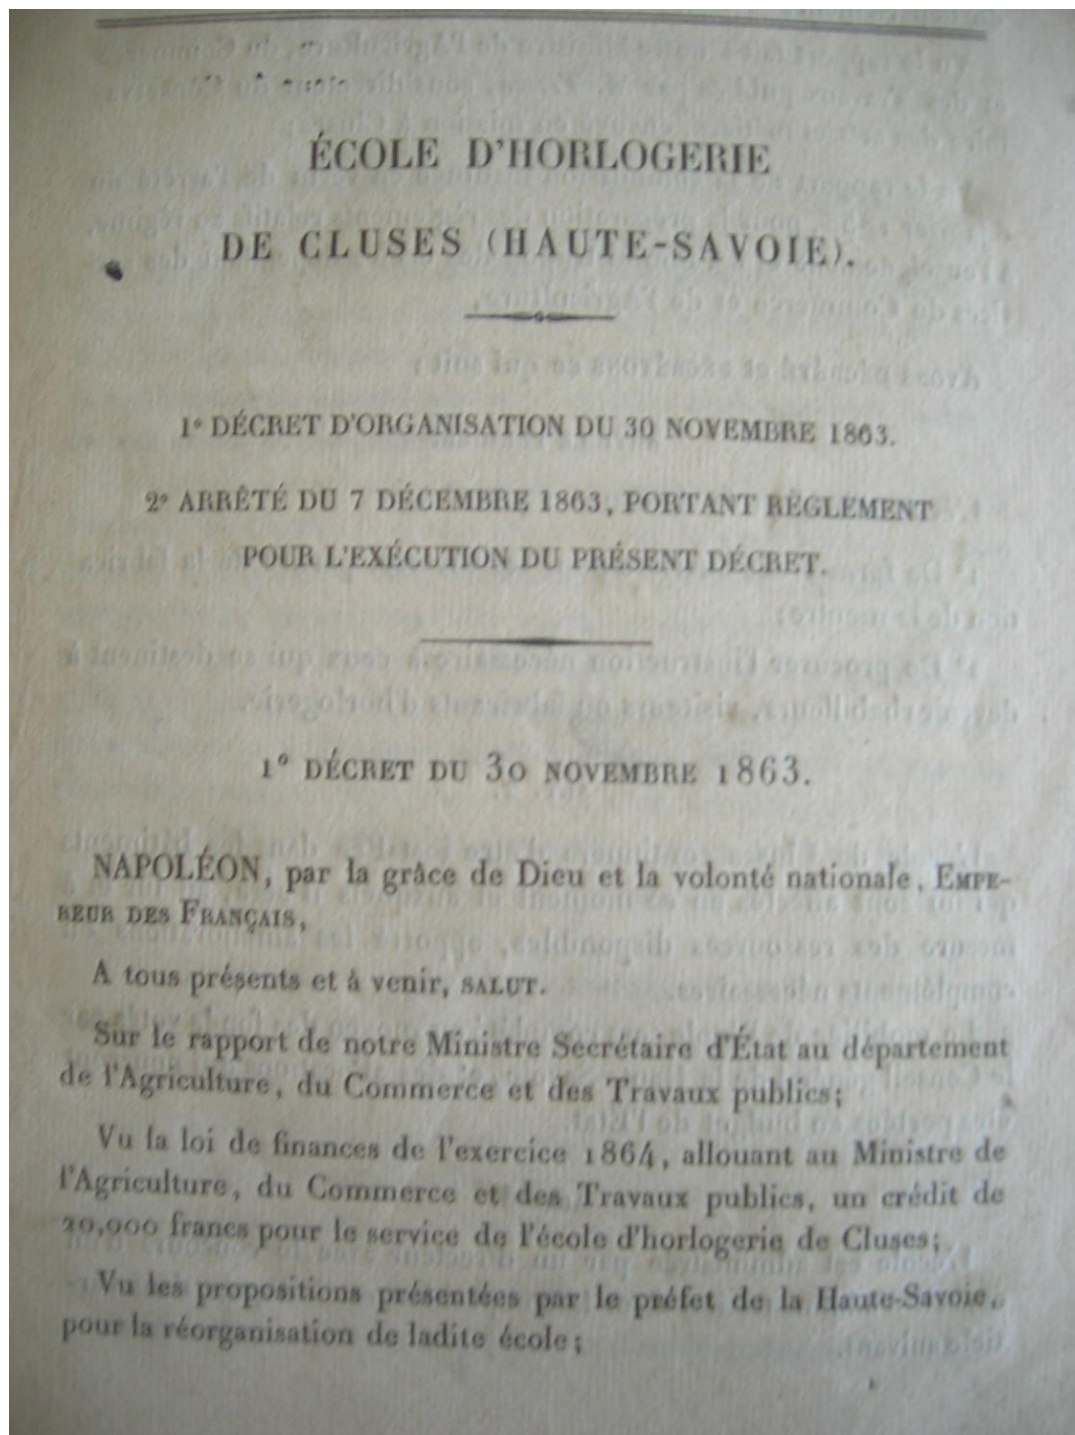 ÉCOLE D'HORLOGERIE
DE CLUSES (HAUTE-SAVOIE).
1° DÉCRET D'ORGANISATION DU 30 NOVEMBRE 1863.
2° ARRÊTÉ DU 7 DÉCEMBRE 1863, PORTANT RÈGLEMENT
POUR L'EXÉCUTION DU PRÉSENT DÉCRET.
1° DÉCRET DU 30 NOVEMBRE 1863.
NAPOLÉON, par la grâce de Dieu et la volonté nationale, EMPE-
REUR DES FRANÇAIS,
A tous présents et à venir, SALUT.
Sur le rapport de notre Ministre Secrétaire d'État au département
de l'Agriculture, du Commerce et des Travaux publics;
Vu la loi de finances de l'exercice 1864, allouant au Ministre de
l'Agriculture, du Commerce et des Travaux publics, un crédit de
20,000 francs pour le service de l'école d'horlogerie de Cluses;
Vu les propositions présentées par le préfet de la Haute-Savoie,
pour la réorganisation de ladite école;